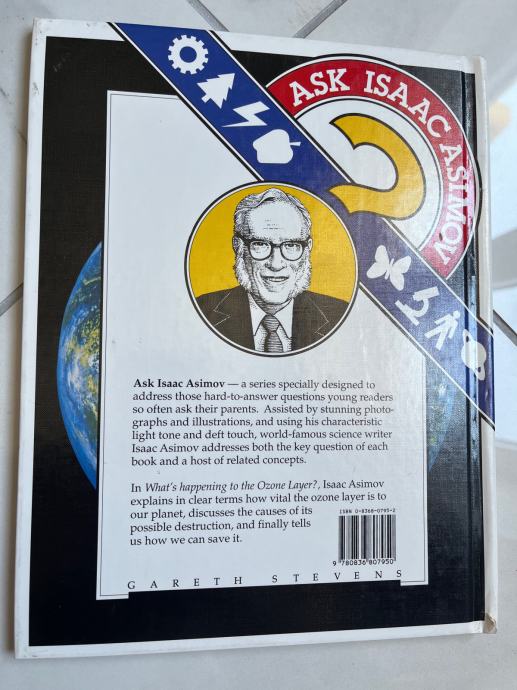 ASK ISAAC ASIMOV
?
Ask Isaac Asimov — a series specially designed to
address those hard-to-answer questions young readers
so often ask their parents. Assisted by stunning photo-
graphs and illustrations, and using his characteristic
light tone and deft touch, world-famous science writer
Isaac Asimov addresses both the key question of each
book and a host of related concepts.
In What's happening to the Ozone Layer?, Isaac Asimov
explains in clear terms how vital the ozone layer is to
our planet, discusses the causes of its
possible destruction, and finally tells
us how we can save it.
ISBN 0-8368-0795-2
9 780836 807950
GARETH STEVENS